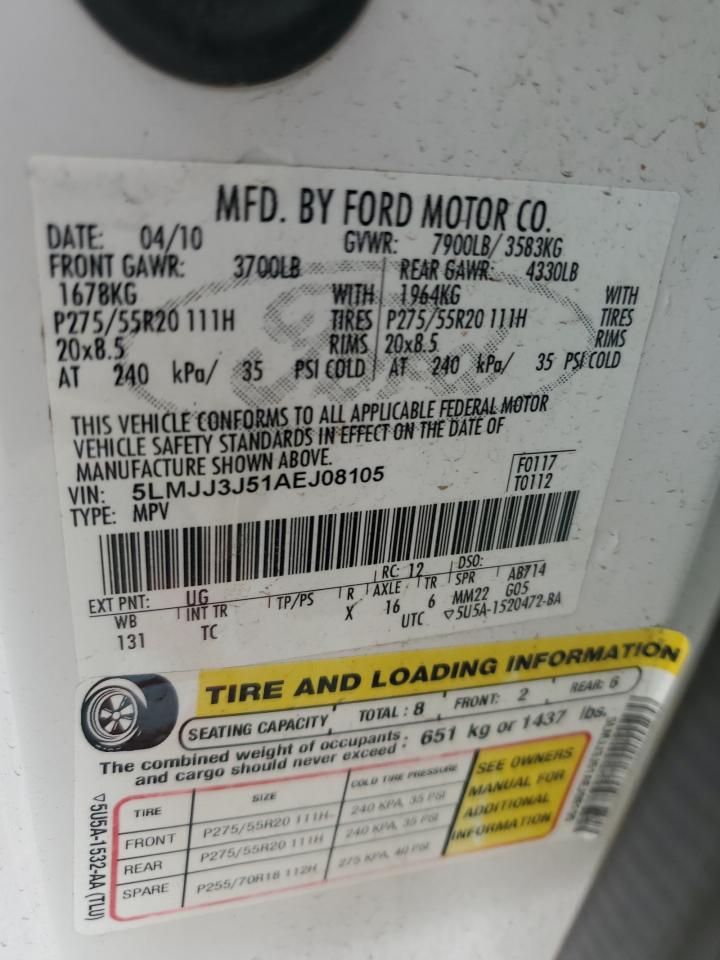 MFD. BY FORD MOTOR CO.
DATE: 04/10 GVWR: 7900LB/ 3583KG
FRONT GAWR: 3700LB REAR GAWR: 4330LB
1678KG WITH 1964KG WITH
P275/55R20 111H TIRES P275/55R20 111H TIRES
20x8.5 RIMS 20x8.5 RIMS
AT 240 kPa/ 35 PSI COLD AT 240 kPa/ 35 PSI COLD
THIS VEHICLE CONFORMS TO ALL APPLICABLE FEDERAL MOTOR
VEHICLE SAFETY STANDARDS IN EFFECT ON THE DATE OF
MANUFACTURE SHOWN ABOVE.
VIN: 5LMJJ3J51AEJ08105 F0117
TYPE: MPV T0112
EXT PNT: UG RC: 12 DSO:
WB INT TR TP/PS R AXLE TR SPR AB714
131 TC X 16 6 MM22 G05
UTC ▽5U5A-1520472-BA
TIRE AND LOADING INFORMATION
SEATING CAPACITY TOTAL : 8 FRONT: 2 REAR: 6
The combined weight of occupants and cargo should never exceed : 651 kg or 1437 lbs.
TIRE SIZE COLD TIRE PRESSURE
FRONT P275/55R20 111H 240 KPA, 35 PSI
REAR P275/55R20 111H 240 KPA, 35 PSI
SPARE P255/70R18 112H 275 KPA, 40 PSI
SEE OWNERS
MANUAL FOR
ADDITIONAL
INFORMATION
▽5U5A-1532-AA (TLU)